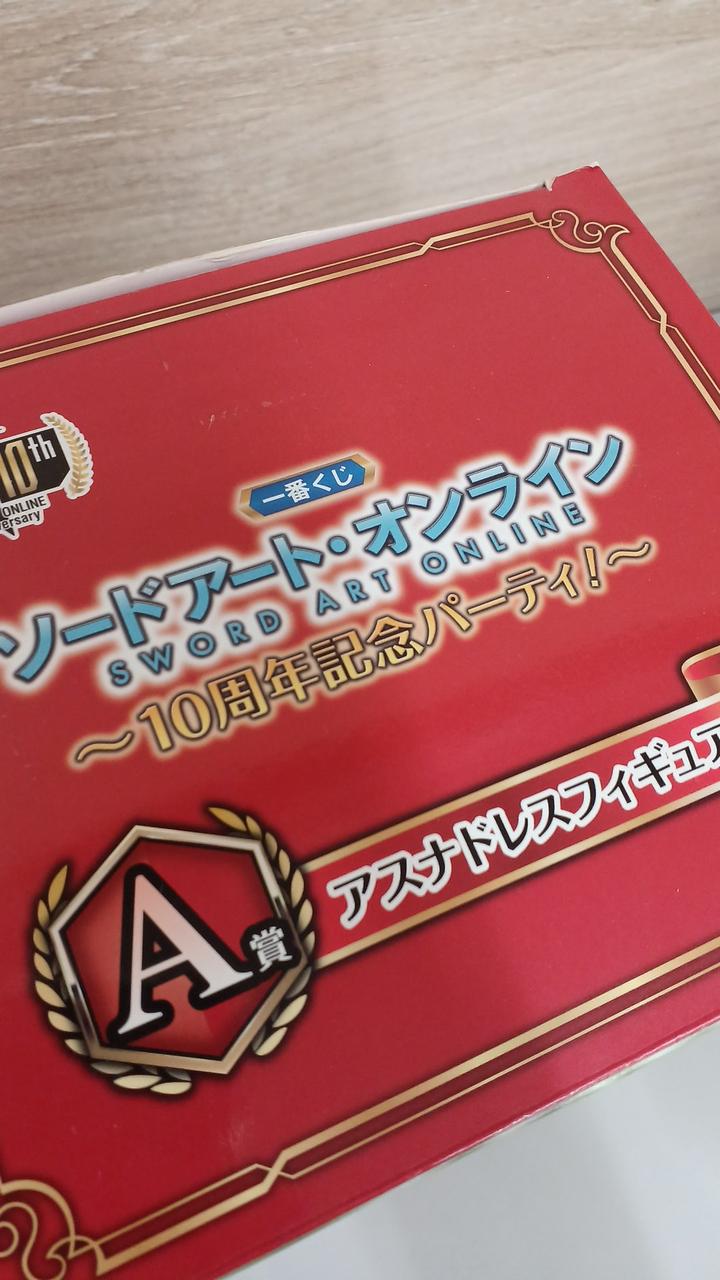 10th
ONLINE
一番くじ
ソードアート・オンライン
SWORD ART ONLINE
〜10周年記念パーティ!〜
アスナドレスフィギュア
A賞